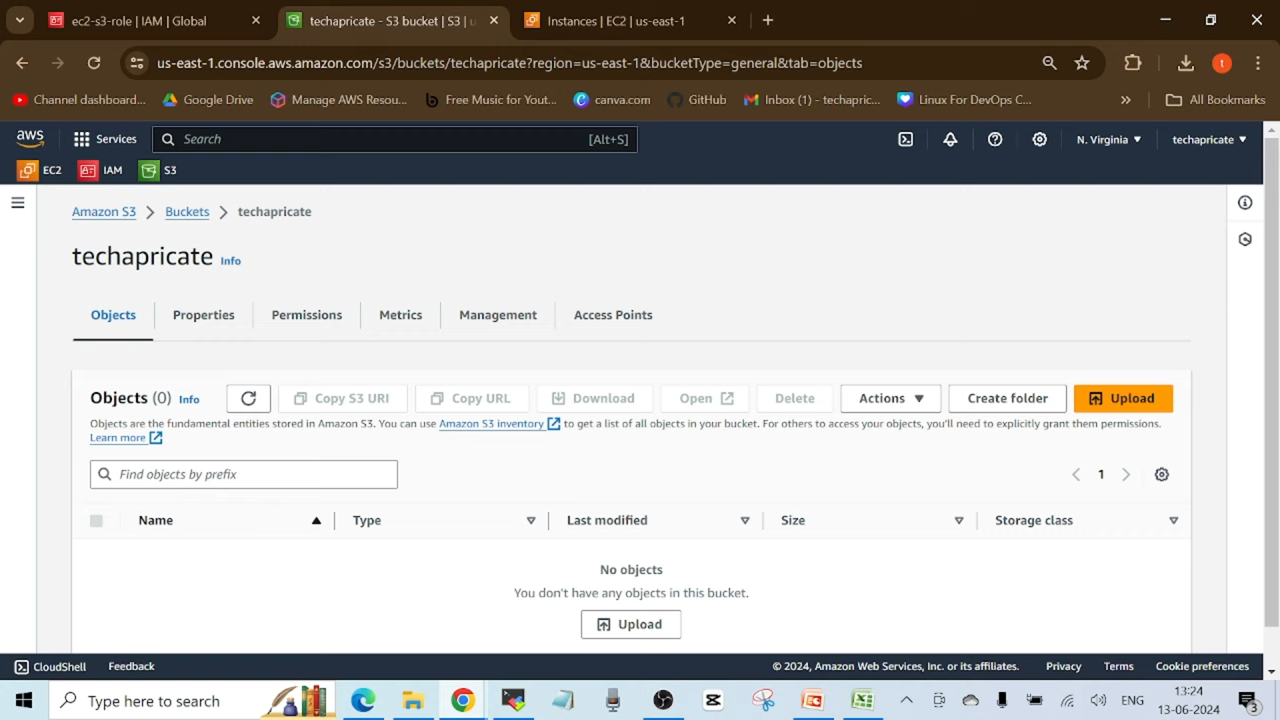 ec2-s3-role | IAM | Global
techapricate - S3 bucket | S3 | u
Instances | EC2 | us-east-1
us-east-1.console.aws.amazon.com/s3/buckets/techapricate?region=us-east-1&bucketType=general&tab=objects
Channel dashboard...
Google Drive
Manage AWS Resou...
Free Music for Yout...
canva.com
GitHub
Inbox (1) - techapric...
Linux For DevOps C...
All Bookmarks
aws
Services
Search
[Alt+S]
N. Virginia
techapricate
EC2
IAM
S3
Amazon S3
Buckets
techapricate
techapricate Info
Objects
Properties
Permissions
Metrics
Management
Access Points
Objects (0) Info
Copy S3 URI
Copy URL
Download
Open
Delete
Actions
Create folder
Upload
Objects are the fundamental entities stored in Amazon S3. You can use Amazon S3 inventory to get a list of all objects in your bucket. For others to access your objects, you'll need to explicitly grant them permissions.
Learn more
Find objects by prefix
1
Name
Type
Last modified
Size
Storage class
No objects
You don't have any objects in this bucket.
Upload
CloudShell
Feedback
© 2024, Amazon Web Services, Inc. or its affiliates.
Privacy
Terms
Cookie preferences
Type here to search
ENG
13:24
13-06-2024
3